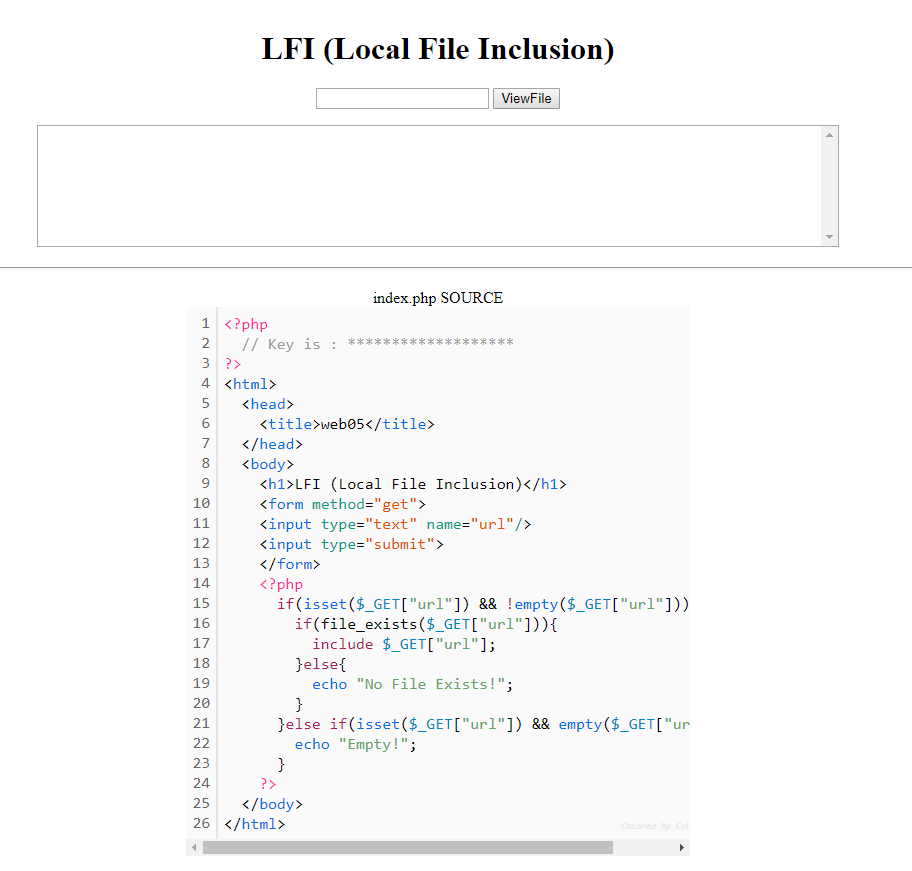 LFI (Local File Inclusion)
ViewFile
index.php SOURCE
1 <?php
2 // Key is : *******************
3 ?>
4 <html>
5 <head>
6 <title>web05</title>
7 </head>
8 <body>
9 <h1>LFI (Local File Inclusion)</h1>
10 <form method="get">
11 <input type="text" name="url"/>
12 <input type="submit">
13 </form>
14 <?php
15 if(isset($_GET["url"]) && !empty($_GET["url"]))
16 if(file_exists($_GET["url"])){
17 include $_GET["url"];
18 }else{
19 echo "No File Exists!";
20 }
21 }else if(isset($_GET["url"]) && empty($_GET["ur
22 echo "Empty!";
23 }
24 ?>
25 </body>
26 </html>
Colored by Col